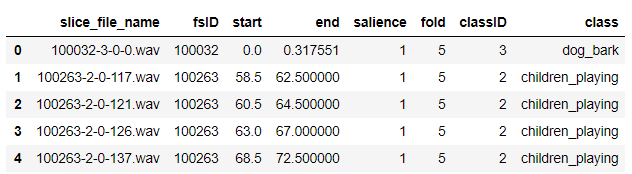 slice_file_name fsID start end salience fold classID class
0 100032-3-0-0.wav 100032 0.0 0.317551 1 5 3 dog_bark
1 100263-2-0-117.wav 100263 58.5 62.500000 1 5 2 children_playing
2 100263-2-0-121.wav 100263 60.5 64.500000 1 5 2 children_playing
3 100263-2-0-126.wav 100263 63.0 67.000000 1 5 2 children_playing
4 100263-2-0-137.wav 100263 68.5 72.500000 1 5 2 children_playing